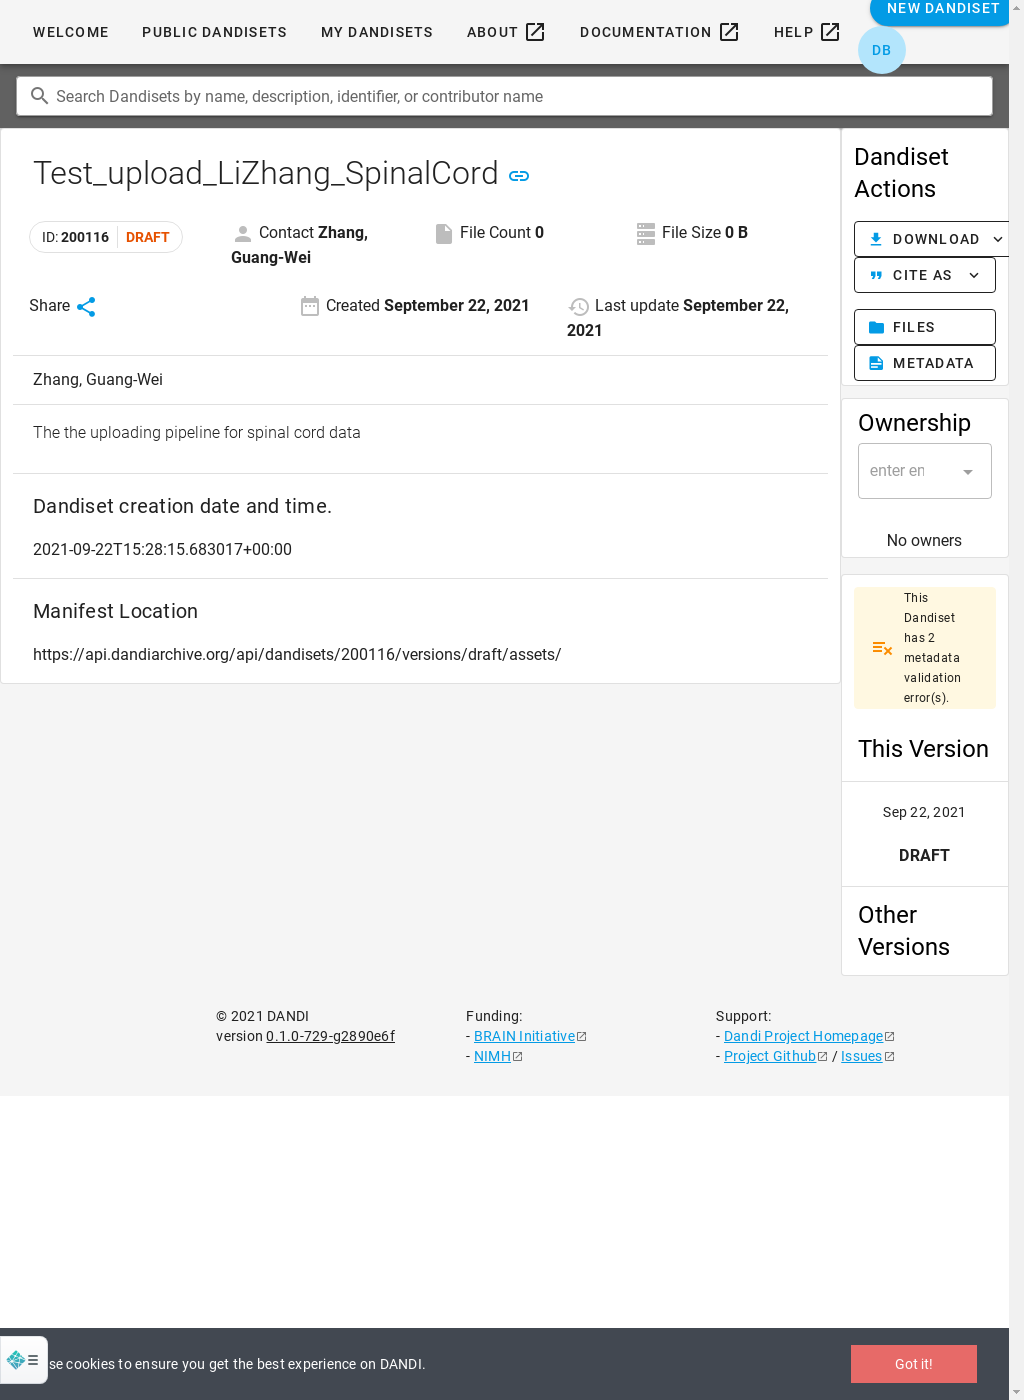 WELCOME PUBLIC DANDISETS MY DANDISETS ABOUT DOCUMENTATION HELP NEW DANDISET
DB
Search Dandisets by name, description, identifier, or contributor name
Test_upload_LiZhang_SpinalCord
ID: 200116 DRAFT
Contact Zhang,
Guang-Wei
File Count 0
File Size 0 B
Share
Created September 22, 2021
Last update September 22,
2021
Zhang, Guang-Wei
The the uploading pipeline for spinal cord data
Dandiset creation date and time.
2021-09-22T15:28:15.683017+00:00
Manifest Location
https://api.dandiarchive.org/api/dandisets/200116/versions/draft/assets/
Dandiset
Actions
DOWNLOAD
CITE AS
FILES
METADATA
Ownership
enter en
No owners
This
Dandiset
has 2
metadata
validation
error(s).
This Version
Sep 22, 2021
DRAFT
Other
Versions
© 2021 DANDI
version 0.1.0-729-g2890e6f
Funding:
- BRAIN Initiative
- NIMH
Support:
- Dandi Project Homepage
- Project Github / Issues
se cookies to ensure you get the best experience on DANDI.
Got it!